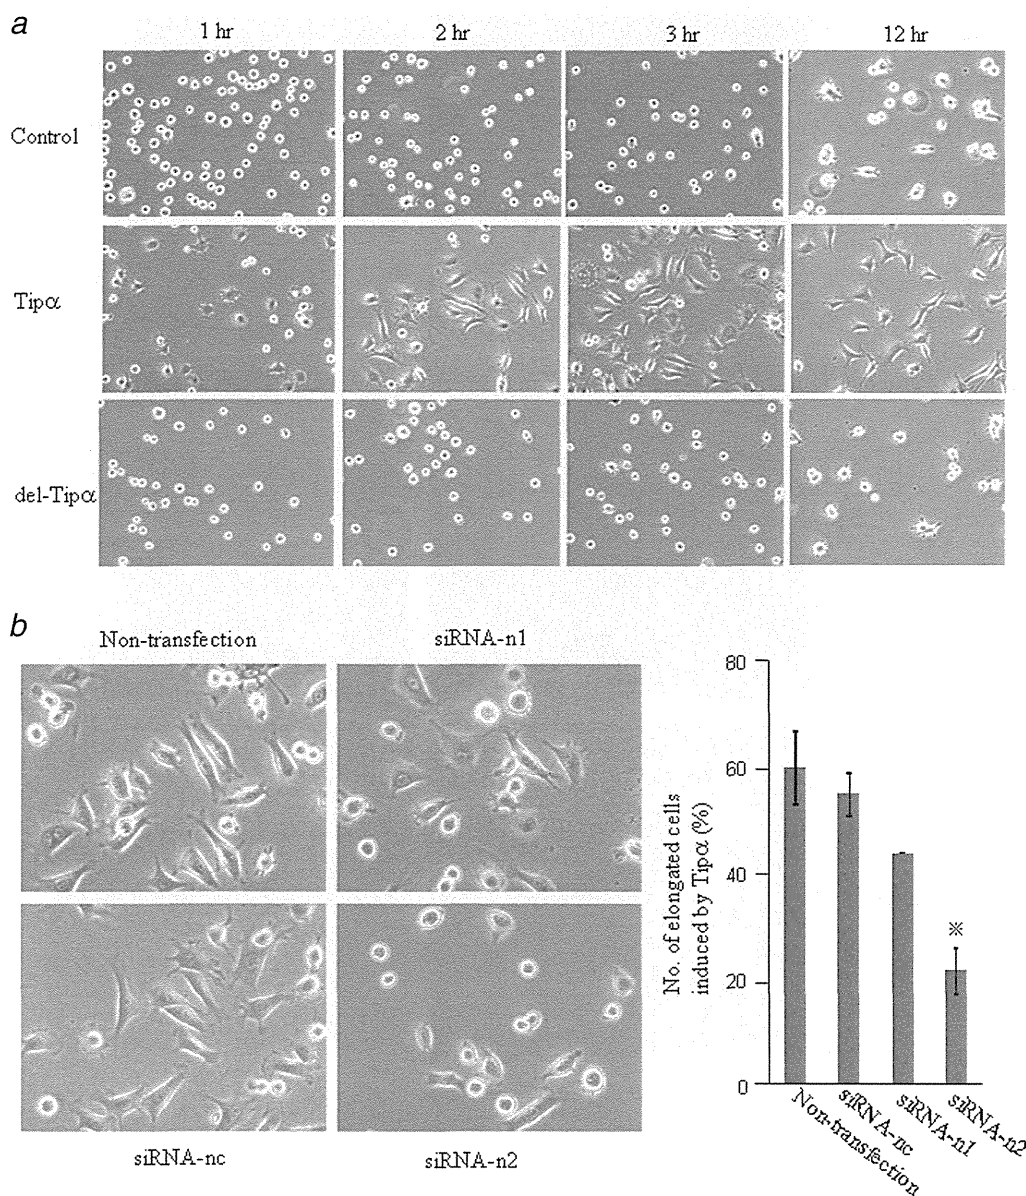 a
1 hr 2 hr 3 hr 12 hr
Control
Tipα
del-Tipα
b
Non-transfection siRNA-n1
siRNA-nc siRNA-n2
No. of elongated cells
induced by Tipα (%)
80
60
40
20
0
※
Non-transfection
siRNA-nc
siRNA-n1
siRNA-n2